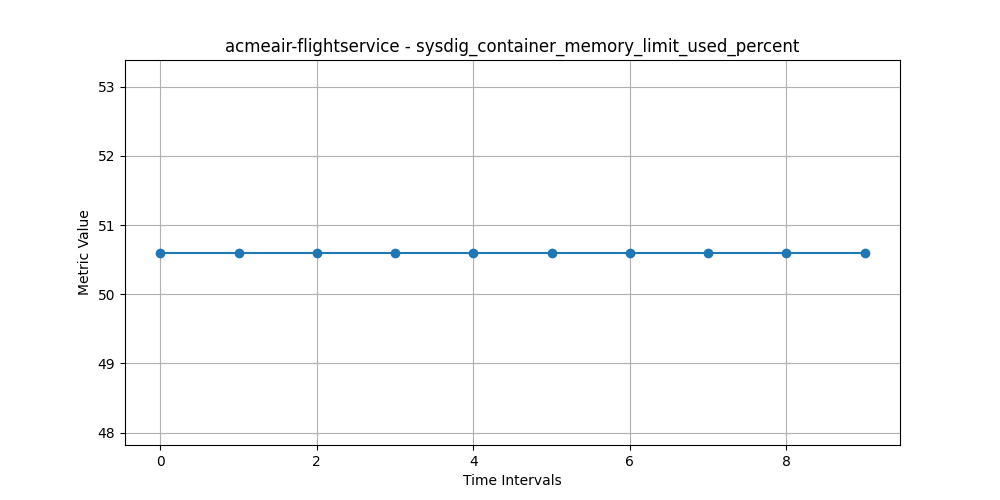 acmeair-flightservice - sysdig_container_memory_limit_used_percent
53
52
51
50
49
48
Metric Value
0 2 4 6 8
Time Intervals